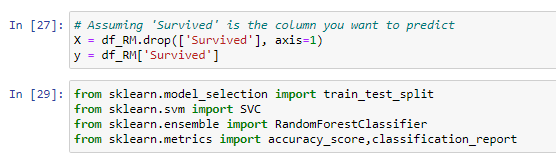 In [27]: # Assuming 'Survived' is the column you want to predict
X = df_RM.drop(['Survived'], axis=1)
y = df_RM['Survived']
In [29]: from sklearn.model_selection import train_test_split
from sklearn.svm import SVC
from sklearn.ensemble import RandomForestClassifier
from sklearn.metrics import accuracy_score,classification_report